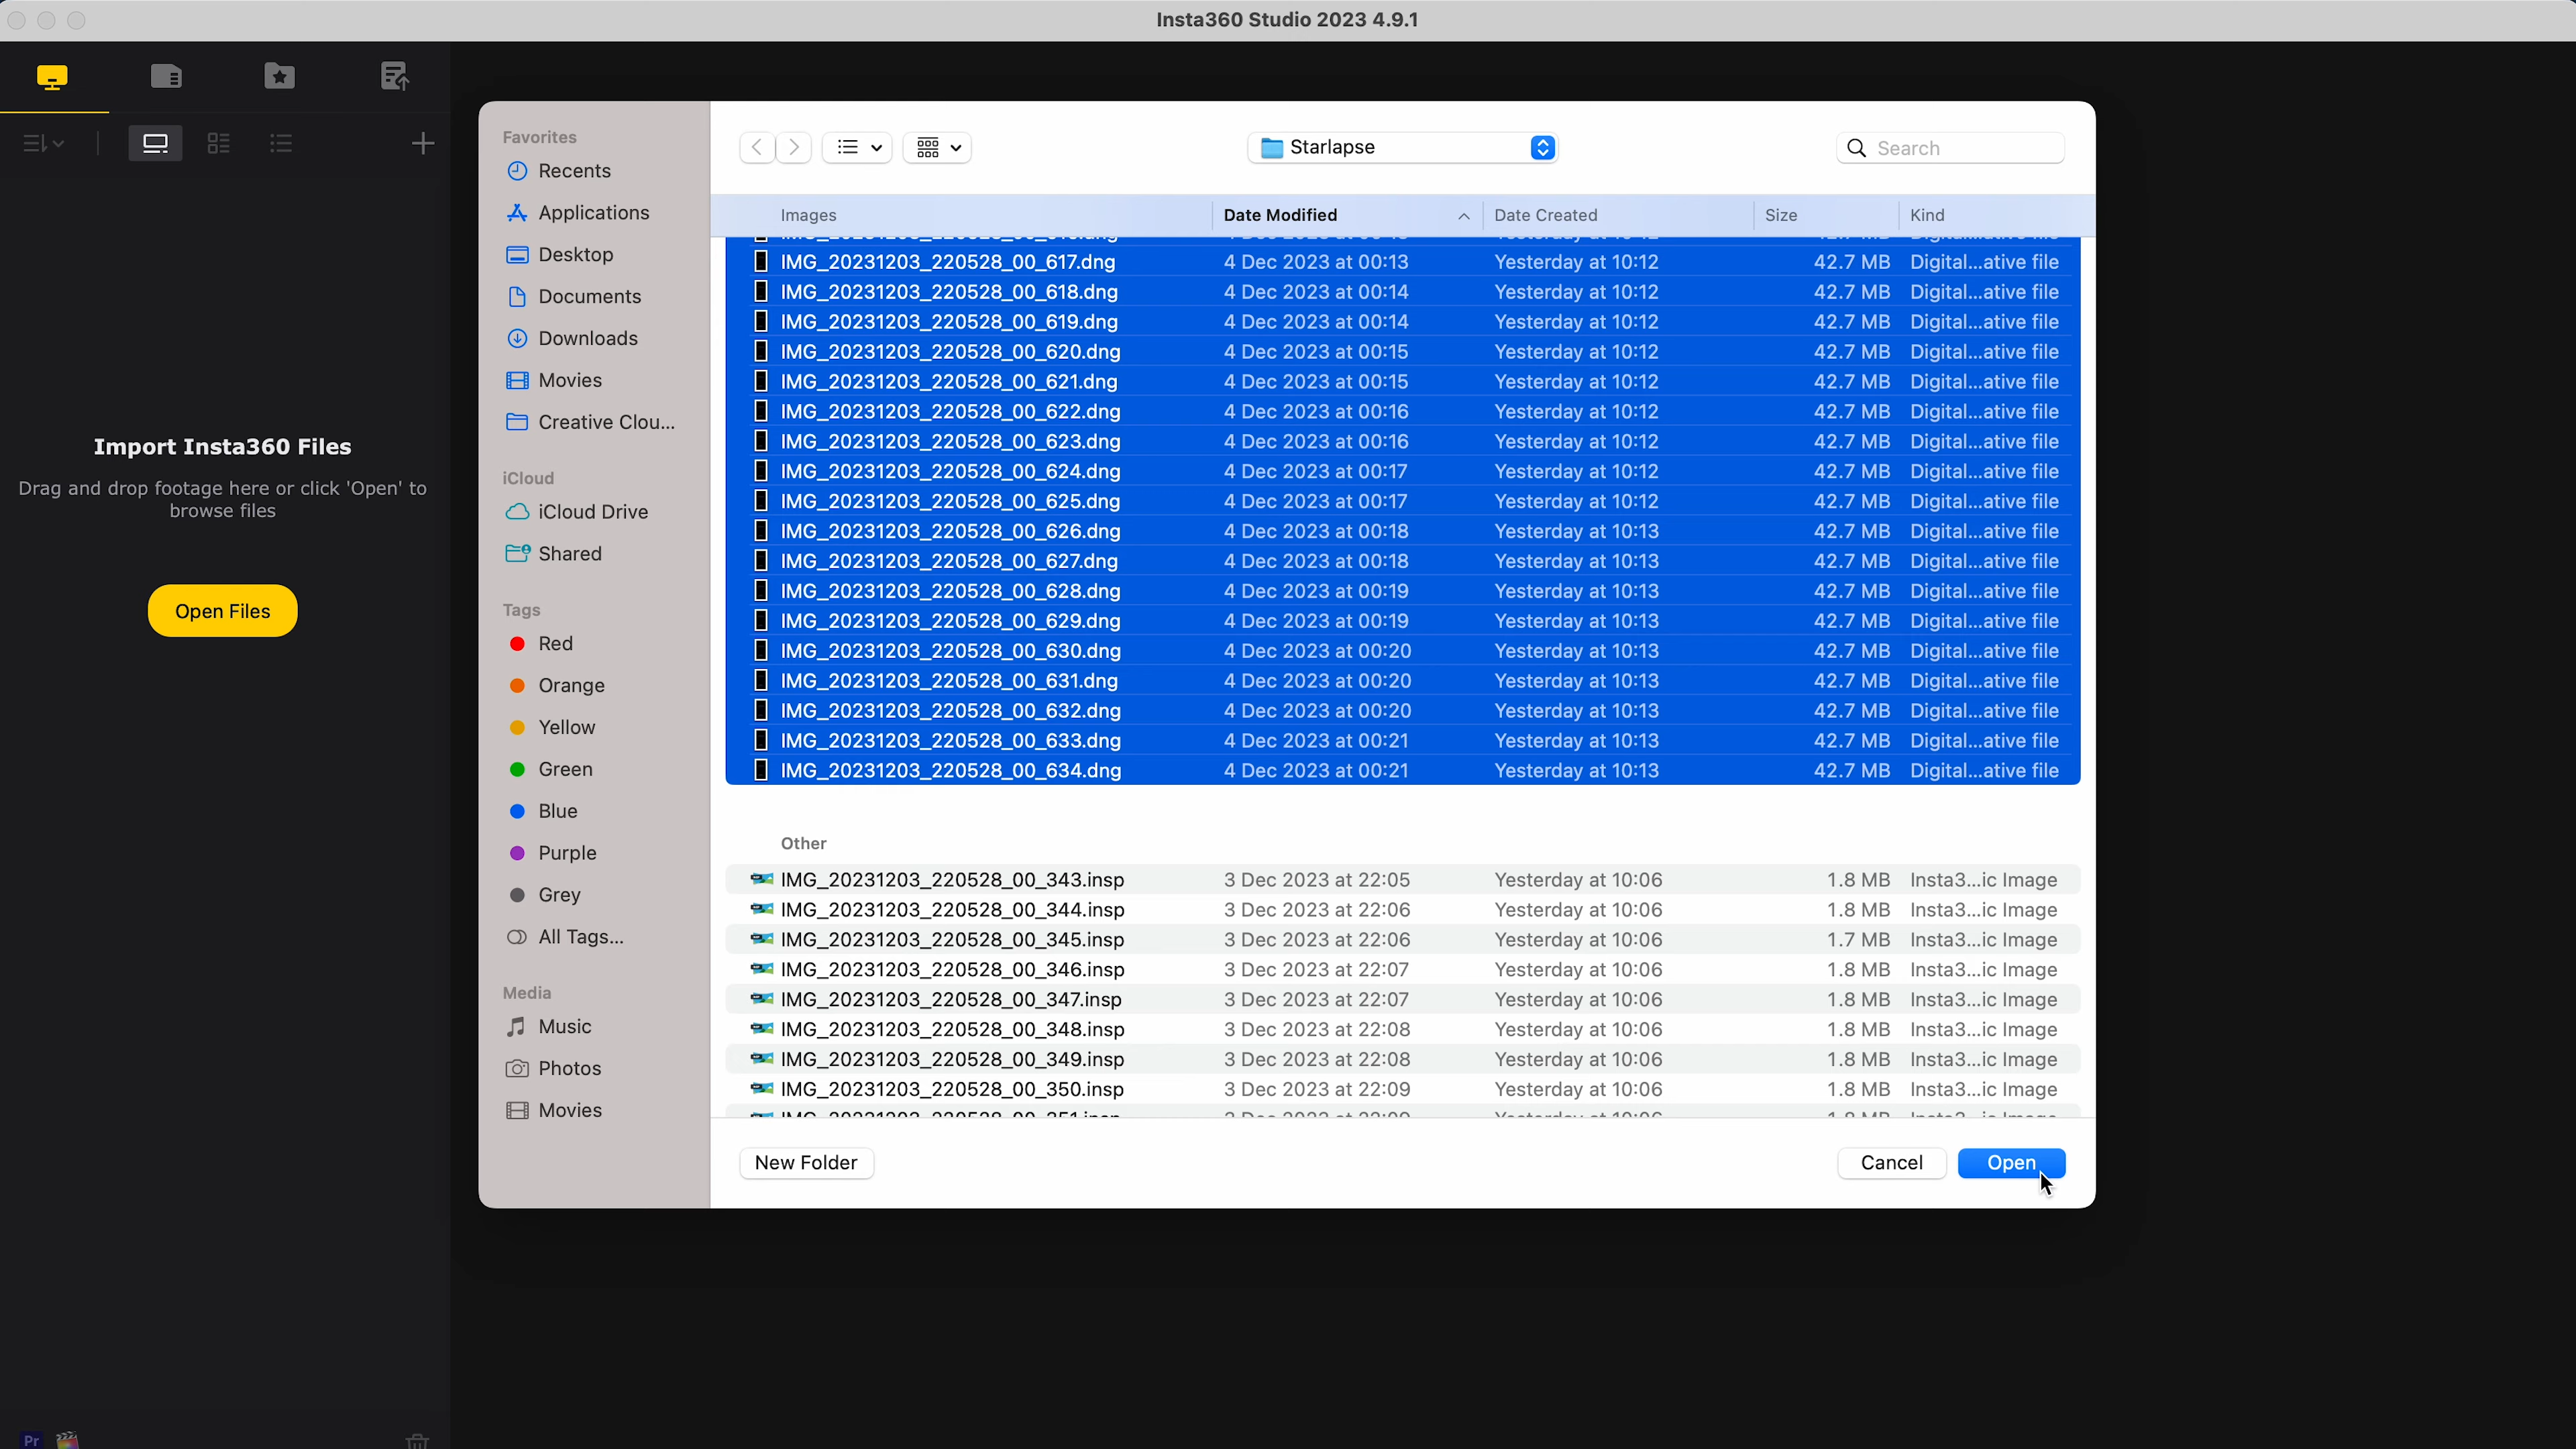 Insta360 Studio 2023 4.9.1
Import Insta360 Files
Drag and drop footage here or click 'Open' to
browse files
Open Files
Pr
Favorites
Recents
Applications
Desktop
Documents
Downloads
Movies
Creative Clou...
iCloud
iCloud Drive
Shared
Tags
Red
Orange
Yellow
Green
Blue
Purple
Grey
All Tags...
Media
Music
Photos
Movies
Starlapse
Search
Images Date Modified Date Created Size Kind
IMG_20231203_220528_00_617.dng 4 Dec 2023 at 00:13 Yesterday at 10:12 42.7 MB Digital...ative file
IMG_20231203_220528_00_618.dng 4 Dec 2023 at 00:14 Yesterday at 10:12 42.7 MB Digital...ative file
IMG_20231203_220528_00_619.dng 4 Dec 2023 at 00:14 Yesterday at 10:12 42.7 MB Digital...ative file
IMG_20231203_220528_00_620.dng 4 Dec 2023 at 00:15 Yesterday at 10:12 42.7 MB Digital...ative file
IMG_20231203_220528_00_621.dng 4 Dec 2023 at 00:15 Yesterday at 10:12 42.7 MB Digital...ative file
IMG_20231203_220528_00_622.dng 4 Dec 2023 at 00:16 Yesterday at 10:12 42.7 MB Digital...ative file
IMG_20231203_220528_00_623.dng 4 Dec 2023 at 00:16 Yesterday at 10:12 42.7 MB Digital...ative file
IMG_20231203_220528_00_624.dng 4 Dec 2023 at 00:17 Yesterday at 10:12 42.7 MB Digital...ative file
IMG_20231203_220528_00_625.dng 4 Dec 2023 at 00:17 Yesterday at 10:12 42.7 MB Digital...ative file
IMG_20231203_220528_00_626.dng 4 Dec 2023 at 00:18 Yesterday at 10:13 42.7 MB Digital...ative file
IMG_20231203_220528_00_627.dng 4 Dec 2023 at 00:18 Yesterday at 10:13 42.7 MB Digital...ative file
IMG_20231203_220528_00_628.dng 4 Dec 2023 at 00:19 Yesterday at 10:13 42.7 MB Digital...ative file
IMG_20231203_220528_00_629.dng 4 Dec 2023 at 00:19 Yesterday at 10:13 42.7 MB Digital...ative file
IMG_20231203_220528_00_630.dng 4 Dec 2023 at 00:20 Yesterday at 10:13 42.7 MB Digital...ative file
IMG_20231203_220528_00_631.dng 4 Dec 2023 at 00:20 Yesterday at 10:13 42.7 MB Digital...ative file
IMG_20231203_220528_00_632.dng 4 Dec 2023 at 00:20 Yesterday at 10:13 42.7 MB Digital...ative file
IMG_20231203_220528_00_633.dng 4 Dec 2023 at 00:21 Yesterday at 10:13 42.7 MB Digital...ative file
IMG_20231203_220528_00_634.dng 4 Dec 2023 at 00:21 Yesterday at 10:13 42.7 MB Digital...ative file
Other
IMG_20231203_220528_00_343.insp 3 Dec 2023 at 22:05 Yesterday at 10:06 1.8 MB Insta3...ic Image
IMG_20231203_220528_00_344.insp 3 Dec 2023 at 22:06 Yesterday at 10:06 1.8 MB Insta3...ic Image
IMG_20231203_220528_00_345.insp 3 Dec 2023 at 22:06 Yesterday at 10:06 1.7 MB Insta3...ic Image
IMG_20231203_220528_00_346.insp 3 Dec 2023 at 22:07 Yesterday at 10:06 1.8 MB Insta3...ic Image
IMG_20231203_220528_00_347.insp 3 Dec 2023 at 22:07 Yesterday at 10:06 1.8 MB Insta3...ic Image
IMG_20231203_220528_00_348.insp 3 Dec 2023 at 22:08 Yesterday at 10:06 1.8 MB Insta3...ic Image
IMG_20231203_220528_00_349.insp 3 Dec 2023 at 22:08 Yesterday at 10:06 1.8 MB Insta3...ic Image
IMG_20231203_220528_00_350.insp 3 Dec 2023 at 22:09 Yesterday at 10:06 1.8 MB Insta3...ic Image
New Folder
Cancel
Open